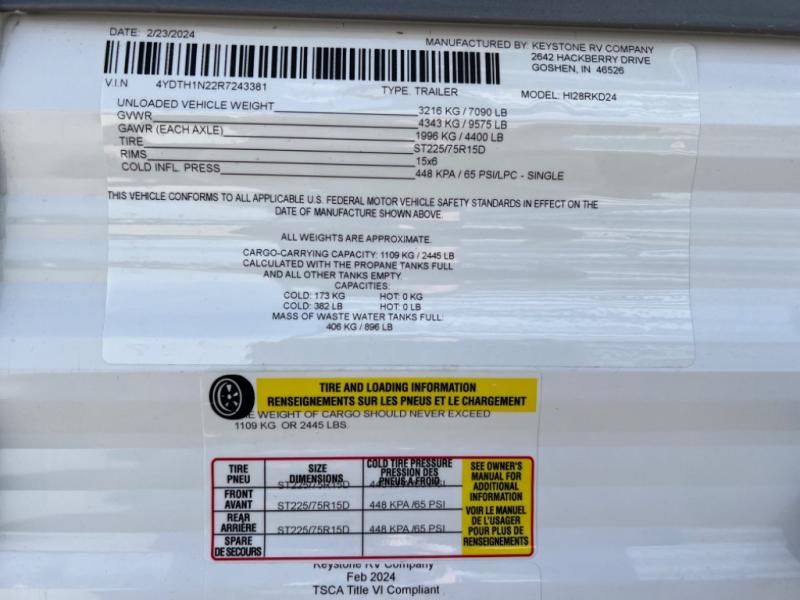 DATE: 2/23/2024
MANUFACTURED BY: KEYSTONE RV COMPANY
2642 HACKBERRY DRIVE
GOSHEN, IN 46526
V.I.N 4YDTH1N22R7243381
TYPE. TRAILER
MODEL: HI28RKD24
UNLOADED VEHICLE WEIGHT 3216 KG / 7090 LB
GVWR 4343 KG / 9575 LB
GAWR (EACH AXLE) 1996 KG / 4400 LB
TIRE ST225/75R15D
RIMS 15x6
COLD INFL. PRESS 448 KPA / 65 PSI/LPC - SINGLE
THIS VEHICLE CONFORMS TO ALL APPLICABLE U.S. FEDERAL MOTOR VEHICLE SAFETY STANDARDS IN EFFECT ON THE
DATE OF MANUFACTURE SHOWN ABOVE.
ALL WEIGHTS ARE APPROXIMATE.
CARGO-CARRYING CAPACITY: 1109 KG / 2445 LB
CALCULATED WITH THE PROPANE TANKS FULL
AND ALL OTHER TANKS EMPTY.
CAPACITIES:
COLD: 173 KG HOT: 0 KG
COLD: 382 LB HOT: 0 LB
MASS OF WASTE WATER TANKS FULL:
406 KG / 896 LB
TIRE AND LOADING INFORMATION
RENSEIGNEMENTS SUR LES PNEUS ET LE CHARGEMENT
WEIGHT OF CARGO SHOULD NEVER EXCEED
1109 KG OR 2445 LBS.
TIRE
PNEU
SIZE
DIMENSIONS
COLD TIRE PRESSURE
PRESSION DES
PNEUS A FROID
SEE OWNER'S
MANUAL FOR
ADDITIONAL
INFORMATION
VOIR LE MANUEL
DE L'USAGER
POUR PLUS DE
RENSEIGNEMENTS
ST225/75R15D
FRONT
AVANT
ST225/75R15D 448 KPA /65 PSI
REAR
ARRIÈRE
ST225/75R15D 448 KPA /65 PSI
SPARE
DE SECOURS
Keystone RV Company
Feb 2024
TSCA Title VI Compliant